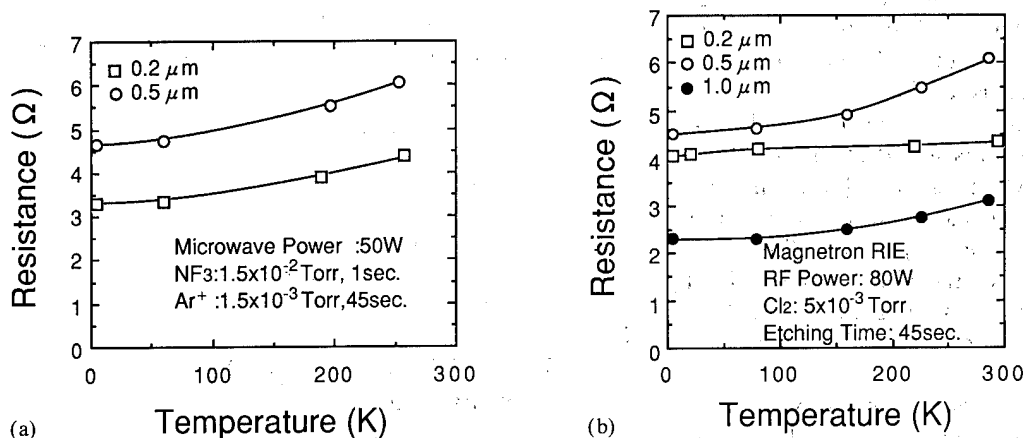 7
6
5
4
3
2
1
0
Resistance (Ω)
□ 0.2 μm
○ 0.5 μm
Microwave Power :50W
NF3:1.5x10-2 Torr, 1sec.
Ar+ :1.5x10-3 Torr,45sec.
0 100 200 300
Temperature (K)
(a)
7
6
5
4
3
2
1
0
Resistance (Ω)
□ 0.2 μm
○ 0.5 μm
● 1.0 μm
Magnetron RIE
RF Power: 80W
Cl2: 5x10-3 Torr
Etching Time: 45sec.
0 100 200 300
Temperature (K)
(b)